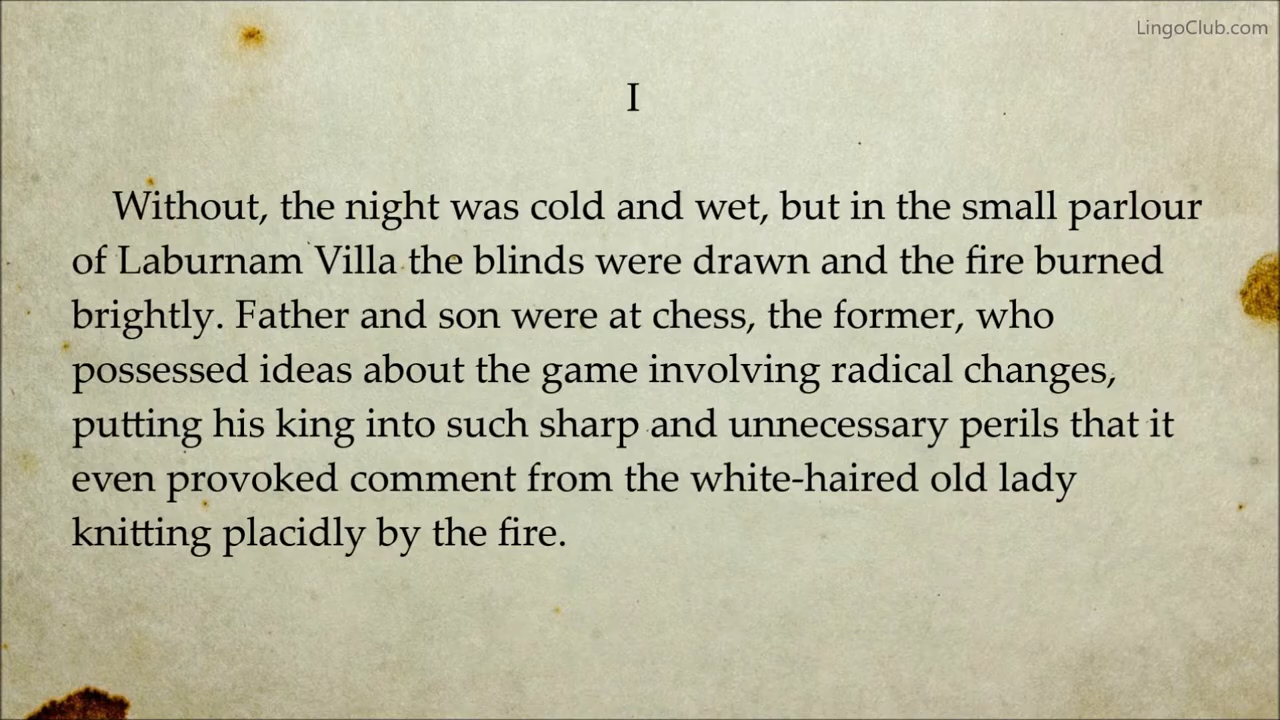 LingoClub.com
I
Without, the night was cold and wet, but in the small parlour
of Laburnam Villa the blinds were drawn and the fire burned
brightly. Father and son were at chess, the former, who
possessed ideas about the game involving radical changes,
putting his king into such sharp and unnecessary perils that it
even provoked comment from the white-haired old lady
knitting placidly by the fire.